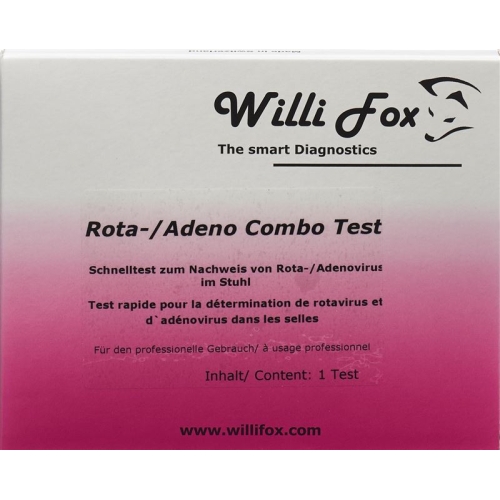 Willi Fox
The smart Diagnostics
Rota-/Adeno Combo Test
Schnelltest zum Nachweis von Rota-/Adenovirus
im Stuhl
Test rapide pour la détermination de rotavirus et
d`adénovirus dans les selles
Für den professionelle Gebrauch/ à usage professionnel
Inhalt/ Content: 1 Test
www.willifox.com